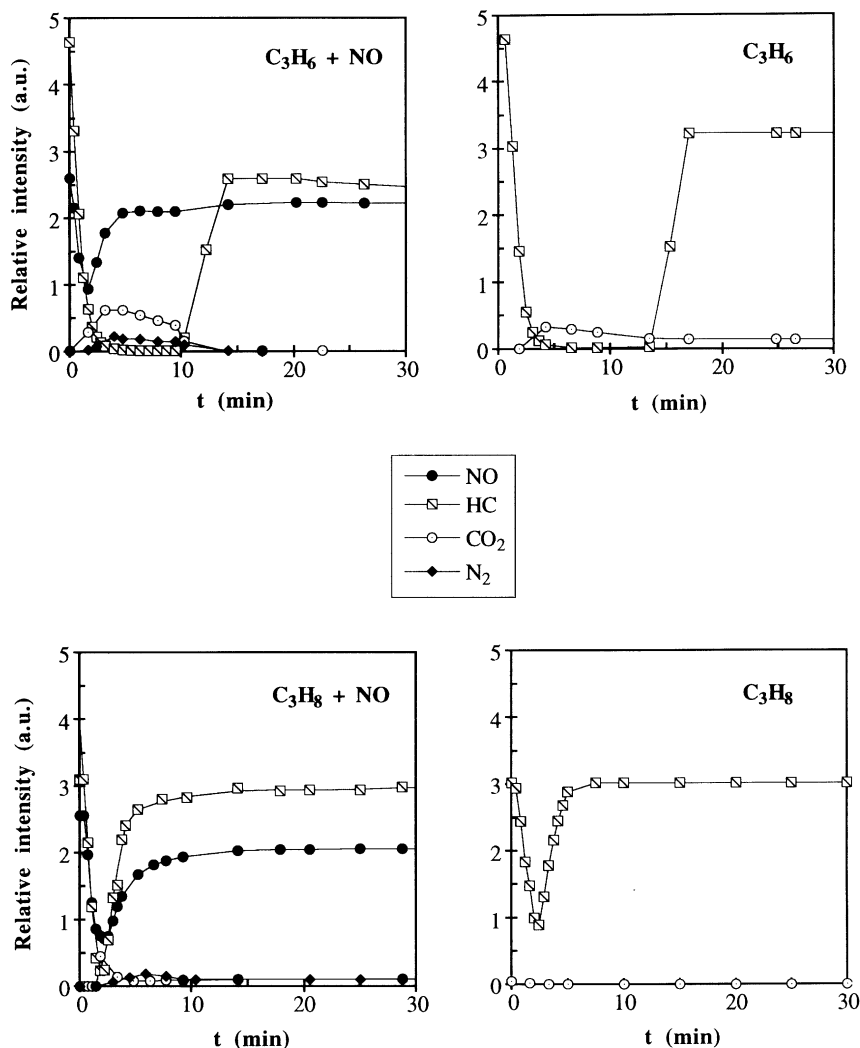 5
4
3
2
1
0
Relative intensity (a.u.)
C₃H₆ + NO
0 10 20 30
t (min)
5
4
3
2
1
0
C₃H₆
0 10 20 30
t (min)
NO
HC
CO₂
N₂
5
4
3
2
1
0
Relative intensity (a.u.)
C₃H₈ + NO
0 10 20 30
t (min)
5
4
3
2
1
0
C₃H₈
0 10 20 30
t (min)